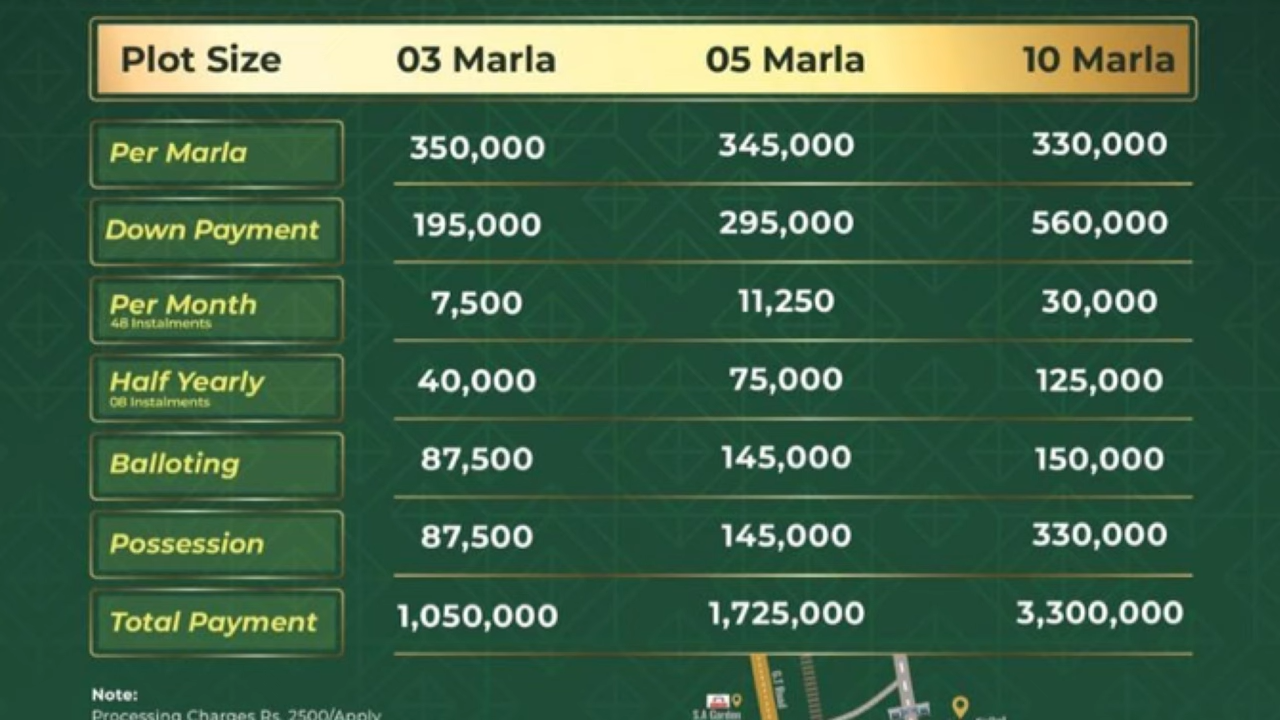 Plot Size 03 Marla 05 Marla 10 Marla
Per Marla 350,000 345,000 330,000
Down Payment 195,000 295,000 560,000
Per Month 7,500 11,250 30,000
48 Instalments
Half Yearly 40,000 75,000 125,000
08 Instalments
Balloting 87,500 145,000 150,000
Possession 87,500 145,000 330,000
Total Payment 1,050,000 1,725,000 3,300,000
Note:
Processing Charges Rs. 2500/Apply
G.T Road
S.A Garden